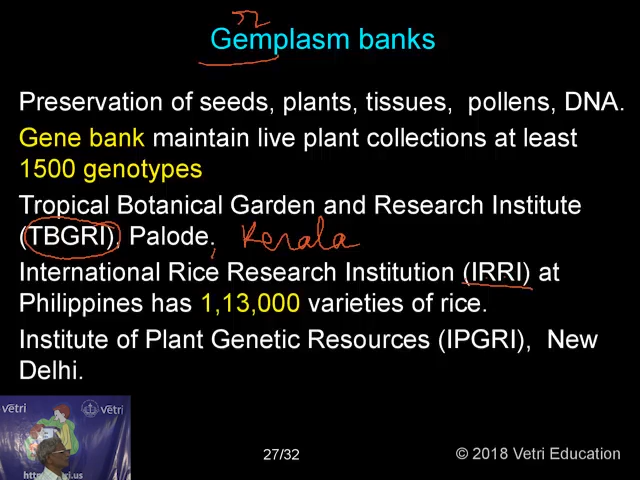 Gemplasm banks
Preservation of seeds, plants, tissues, pollens, DNA.
Gene bank maintain live plant collections at least
1500 genotypes
Tropical Botanical Garden and Research Institute
(TBGRI), Palode, Kerala
International Rice Research Institution (IRRI) at
Philippines has 1,13,000 varieties of rice.
Institute of Plant Genetic Resources (IPGRI), New
Delhi.
vetri vetri
27/32
© 2018 Vetri Education